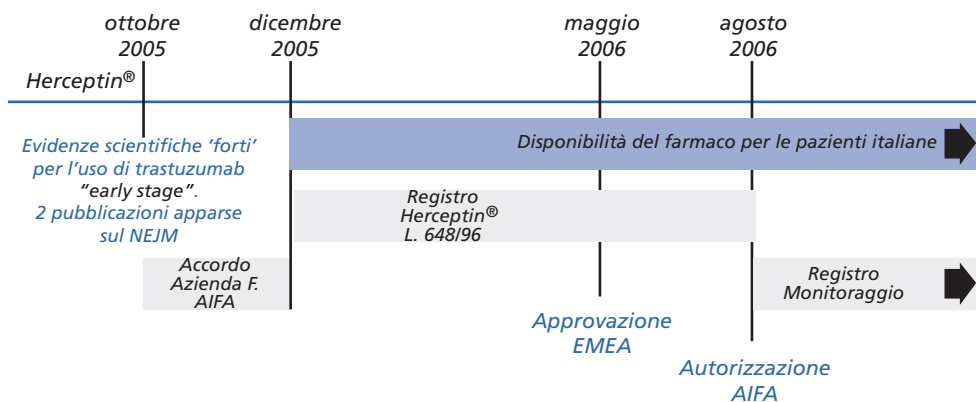 ottobre
2005
dicembre
2005
maggio
2006
agosto
2006
Herceptin®
Evidenze scientifiche ‘forti’
per l'uso di trastuzumab
“early stage”.
2 pubblicazioni apparse
sul NEJM
Disponibilità del farmaco per le pazienti italiane
Registro
Herceptin®
L. 648/96
Accordo
Azienda F.
AIFA
Registro
Monitoraggio
Approvazione
EMEA
Autorizzazione
AIFA